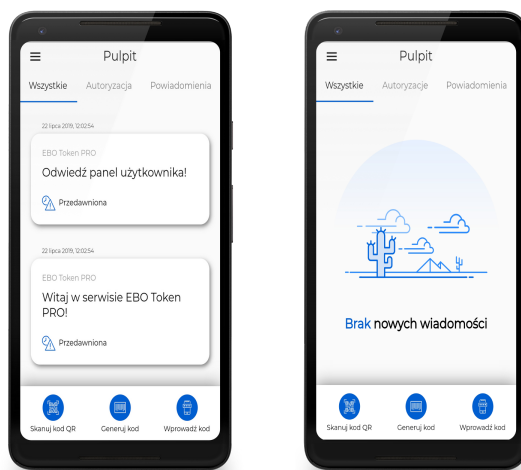 Pulpit
Wszystkie Autoryzacja Powiadomienia
22 lipca 2019, 12:02:54
EBO Token PRO
Odwiedź panel użytkownika!
Przedawniona
22 lipca 2019, 12:02:54
EBO Token PRO
Witaj w serwisie EBO Token
PRO!
Przedawniona
Skanuj kod QR Generuj kod Wprowadź kod
Pulpit
Wszystkie Autoryzacje Powiadomienia
Brak nowych wiadomości
Skanuj kod QR Generuj kod Wprowadź kod